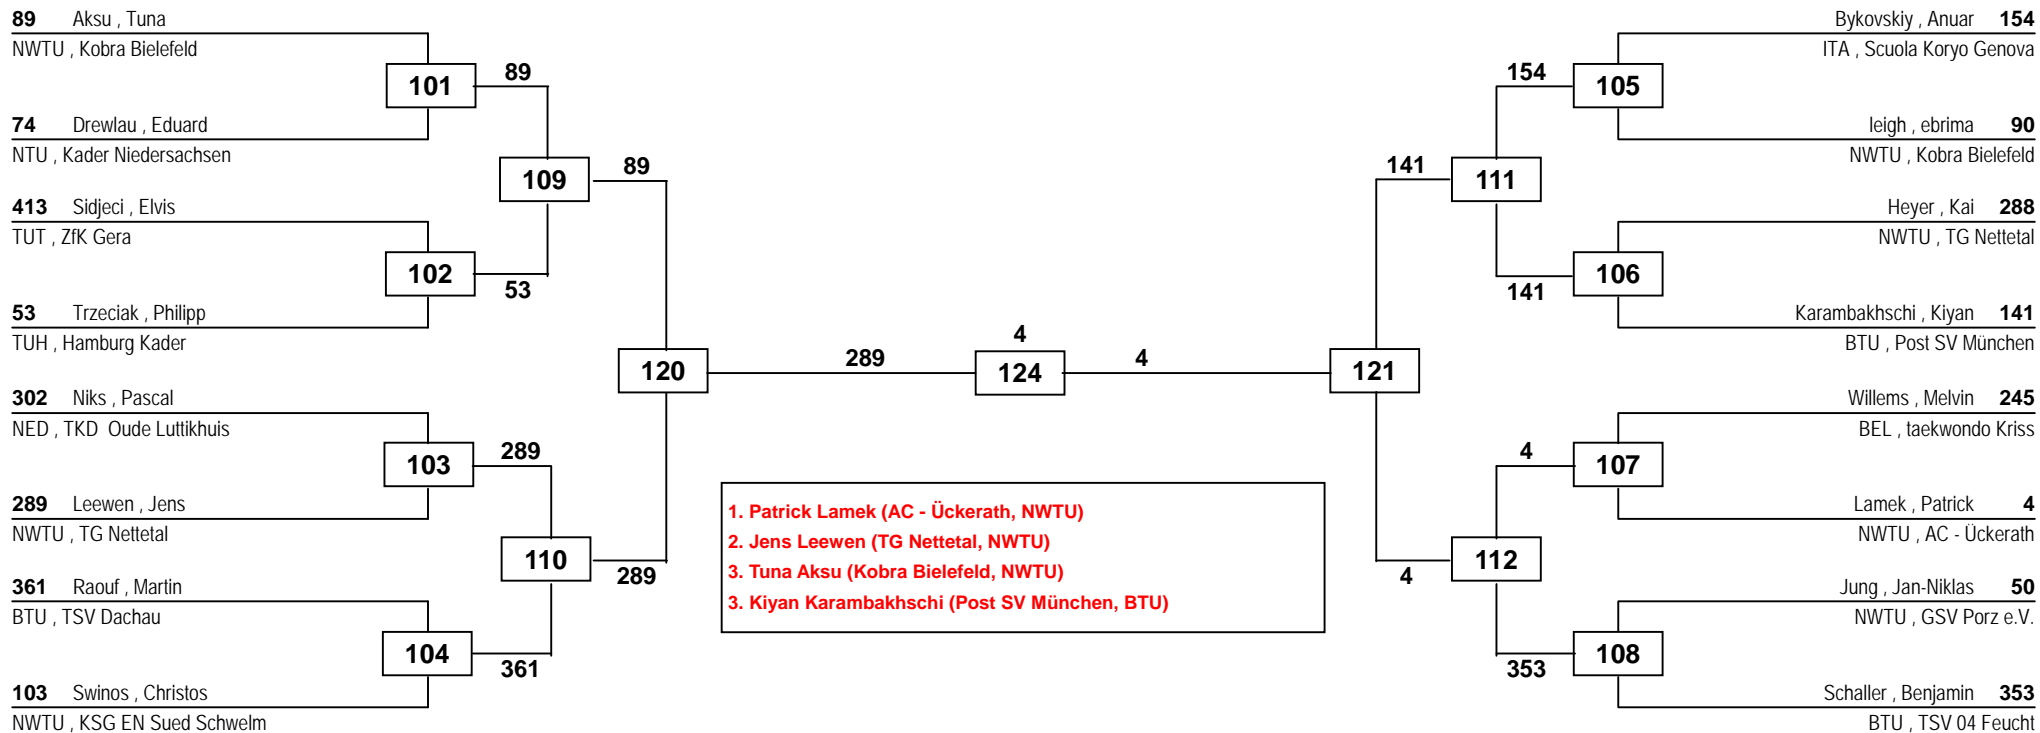 89 Aksu , Tuna
NWTU , Kobra Bielefeld
101
89
74 Drewlau , Eduard
NTU , Kader Niedersachsen
109
89
413 Sidjeci , Elvis
TUT , ZfK Gera
102
53
53 Trzeciak , Philipp
TUH , Hamburg Kader
120
289
302 Niks , Pascal
NED , TKD Oude Luttikhuis
103
289
289 Leewen , Jens
NWTU , TG Nettetal
110
289
361 Raouf , Martin
BTU , TSV Dachau
104
361
103 Swinos , Christos
NWTU , KSG EN Sued Schwelm
4
124
4
1. Patrick Lamek (AC - Ückerath, NWTU)
2. Jens Leewen (TG Nettetal, NWTU)
3. Tuna Aksu (Kobra Bielefeld, NWTU)
3. Kiyan Karambakhschi (Post SV München, BTU)
Bykovskiy , Anuar 154
ITA , Scuola Koryo Genova
154
105
leigh , ebrima 90
NWTU , Kobra Bielefeld
141
111
Heyer , Kai 288
NWTU , TG Nettetal
141
106
Karambakhschi , Kiyan 141
BTU , Post SV München
121
Willems , Melvin 245
BEL , taekwondo Kriss
4
107
Lamek , Patrick 4
NWTU , AC - Ückerath
4
112
Jung , Jan-Niklas 50
NWTU , GSV Porz e.V.
353
108
Schaller , Benjamin 353
BTU , TSV 04 Feucht